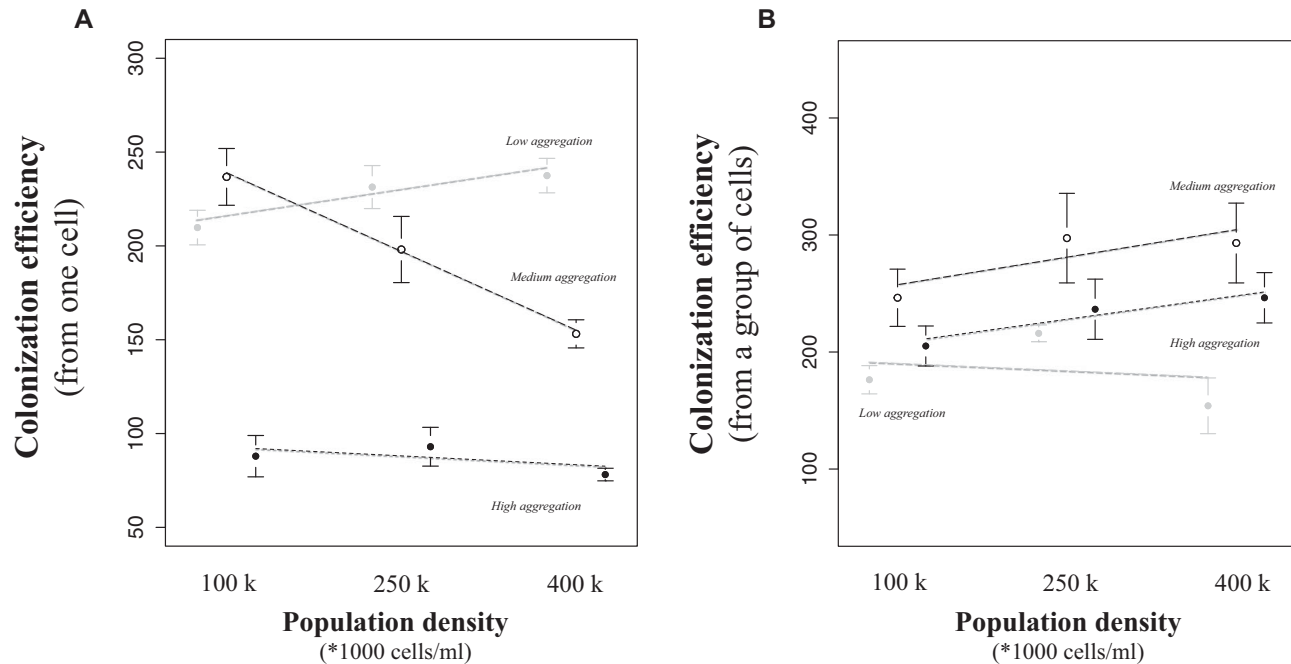 A
Colonization efficiency
(from one cell)
300
250
200
150
100
50
Low aggregation
Medium aggregation
High aggregation
100 k
250 k
400 k
Population density
(*1000 cells/ml)
B
Colonization efficiency
(from a group of cells)
400
300
200
100
Medium aggregation
High aggregation
Low aggregation
100 k
250 k
400 k
Population density
(*1000 cells/ml)